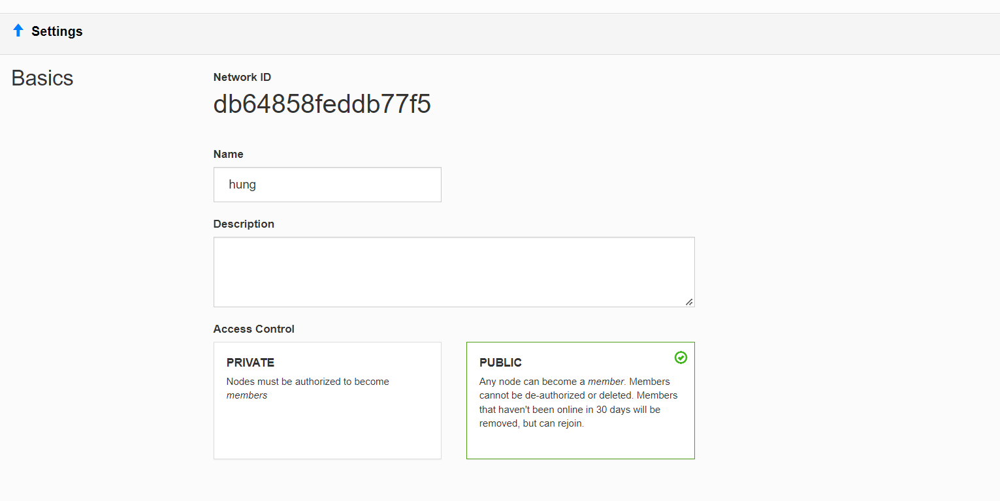 Settings
Basics
Network ID
db64858feddb77f5
Name
hung
Description
Access Control
PRIVATE
Nodes must be authorized to become
members
PUBLIC
Any node can become a member. Members
cannot be de-authorized or deleted. Members
that haven't been online in 30 days will be
removed, but can rejoin.